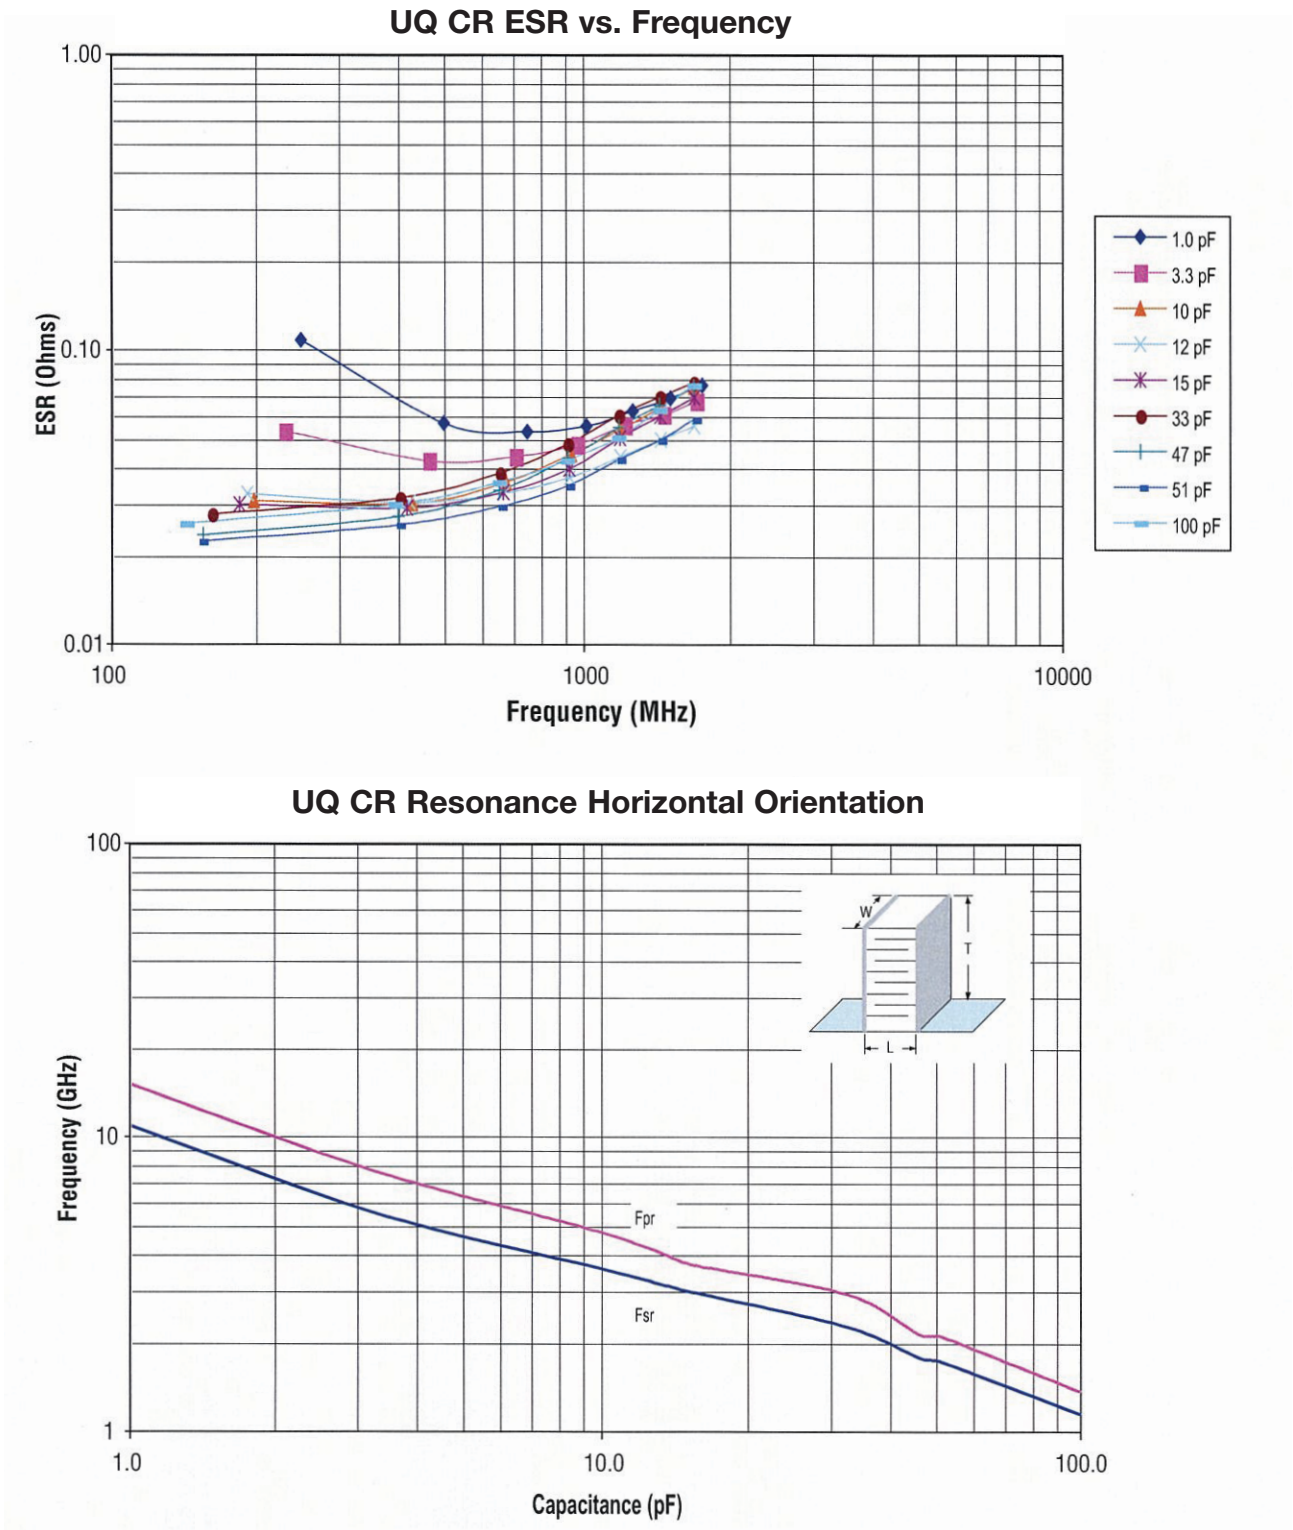 UQ CR ESR vs. Frequency
1.00
0.10
0.01
ESR (Ohms)
100 1000 10000
Frequency (MHz)
1.0 pF
3.3 pF
10 pF
12 pF
15 pF
33 pF
47 pF
51 pF
100 pF
UQ CR Resonance Horizontal Orientation
100
10
1
Frequency (GHz)
W
T
L
Fpr
Fsr
1.0 10.0 100.0
Capacitance (pF)